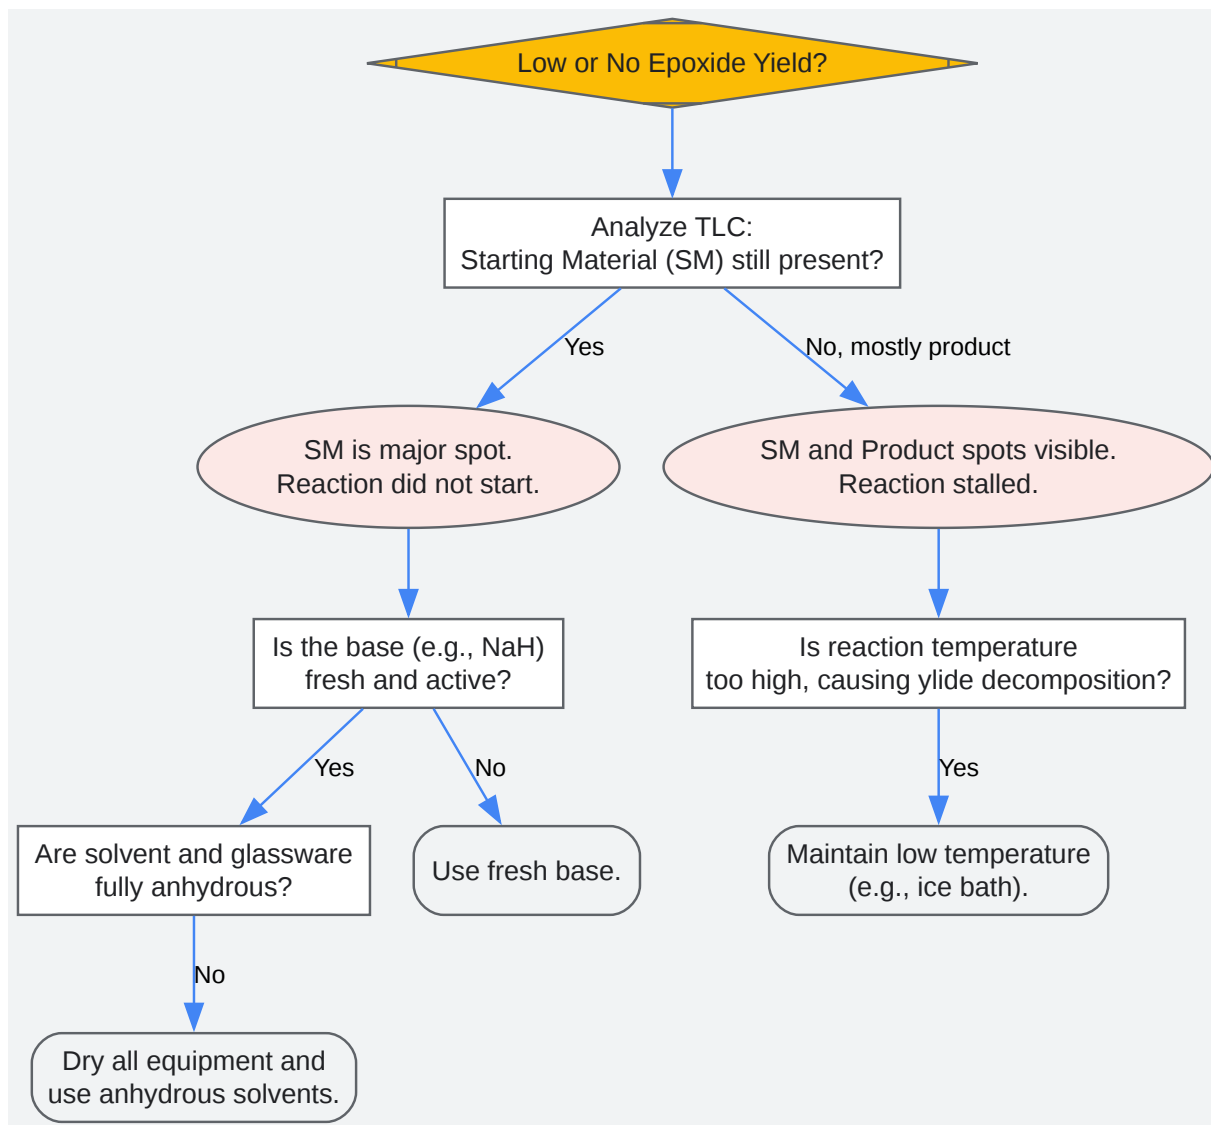 Low or No Epoxide Yield?
Analyze TLC:
Starting Material (SM) still present?
Yes
No, mostly product
SM is major spot.
Reaction did not start.
SM and Product spots visible.
Reaction stalled.
Is the base (e.g., NaH)
fresh and active?
Is reaction temperature
too high, causing ylide decomposition?
Yes
No
Yes
Are solvent and glassware
fully anhydrous?
Use fresh base.
Maintain low temperature
(e.g., ice bath).
No
Dry all equipment and
use anhydrous solvents.